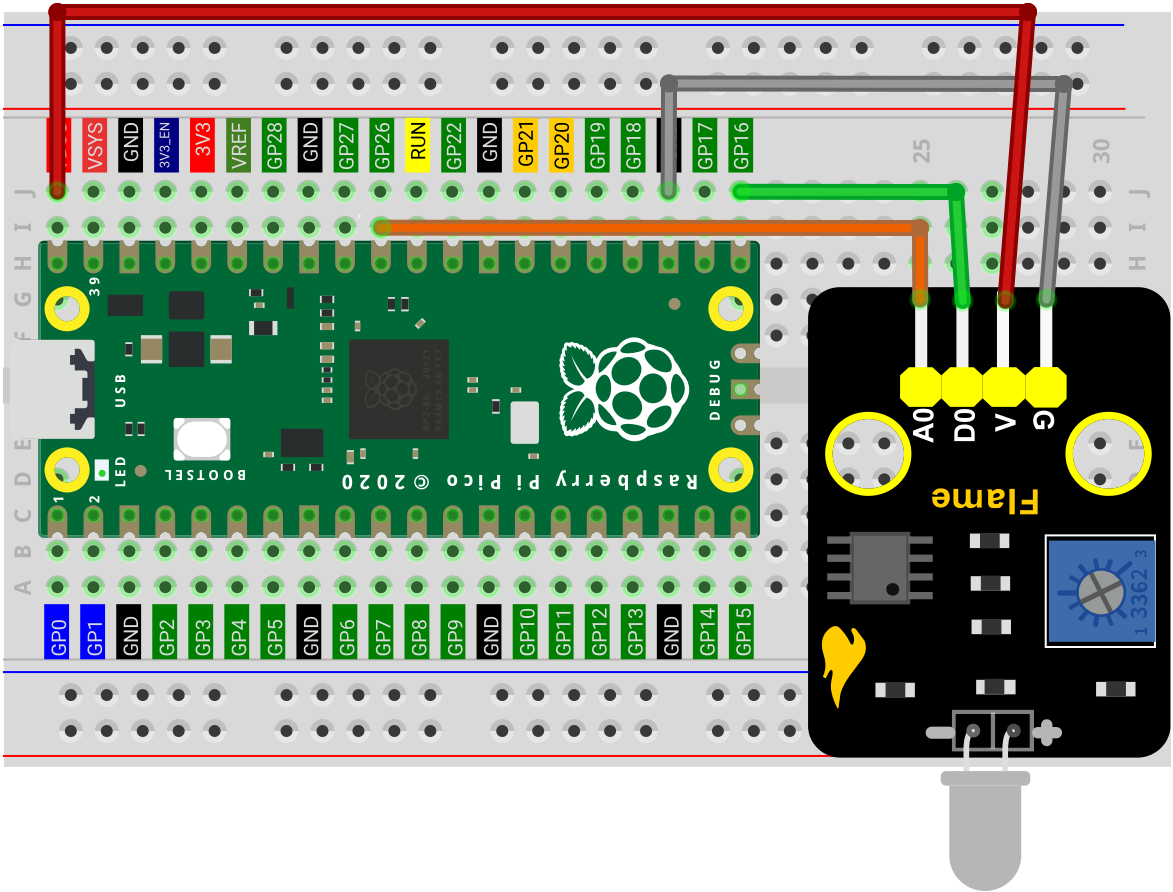 VSYS
GND
3V3_EN
3V3
VREF
GP28
GND
GP27
GP26
RUN
GP22
GND
GP21
GP20
GP19
GP18
GP17
GP16
25
30
J
J
I
I
H
H
G
F
E
D
C
B
A
E
39
USB
LED
1
2
BOOTSEL
DEBUG
Raspberry Pi Pico © 2020
A0
D0
V
G
Flame
1 3362 3
GP0
GP1
GND
GP2
GP3
GP4
GP5
GND
GP6
GP7
GP8
GP9
GND
GP10
GP11
GP12
GP13
GND
GP14
GP15